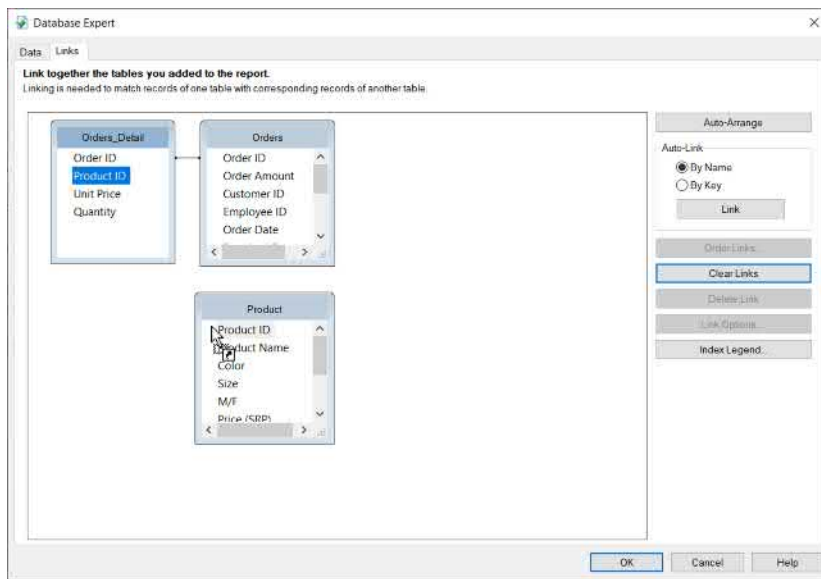 Database Expert
Data
Links
Link together the tables you added to the report.
Linking is needed to match records of one table with corresponding records of another table.
Orders_Detail
Order ID
Product ID
Unit Price
Quantity
Orders
Order ID
Order Amount
Customer ID
Employee ID
Order Date
Product
Product ID
Product Name
Color
Size
M/F
Price (SRP)
Auto-Arrange
Auto-Link
By Name
By Key
Link
Order Links...
Clear Links
Delete Link
Link Options...
Index Legend...
OK
Cancel
Help